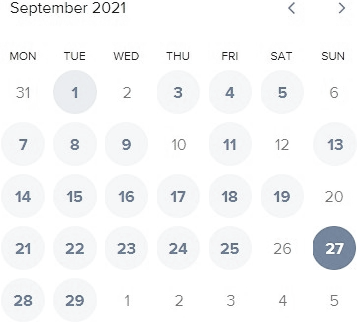 September 2021
MON TUE WED THU FRI SAT SUN
31 1 2 3 4 5 6
7 8 9 10 11 12 13
14 15 16 17 18 19 20
21 22 23 24 25 26 27
28 29 1 2 3 4 5